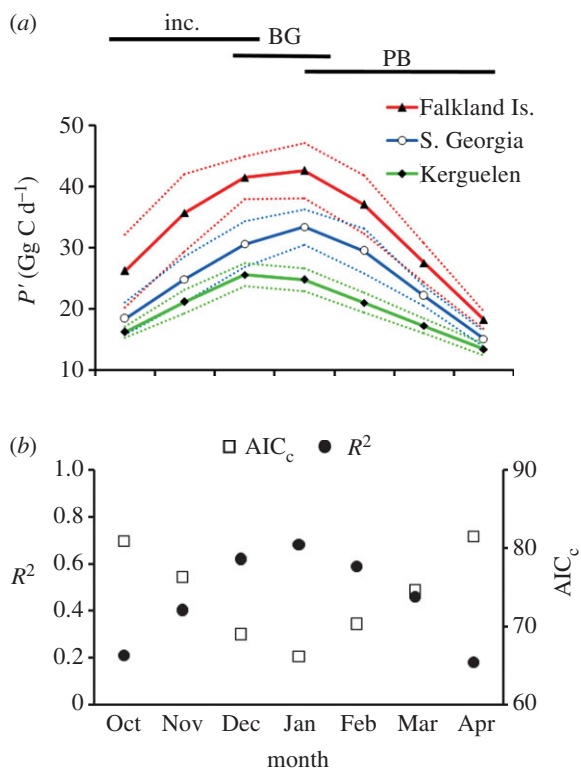 (a)
inc.
BG
PB
Falkland Is.
S. Georgia
Kerguelen
P′ (Gg C d–1)
50
40
30
20
10
(b)
AICc
R2
1.0
0.8
0.6
0.4
0.2
0
R2
90
80
70
60
AICc
Oct Nov Dec Jan Feb Mar Apr
month